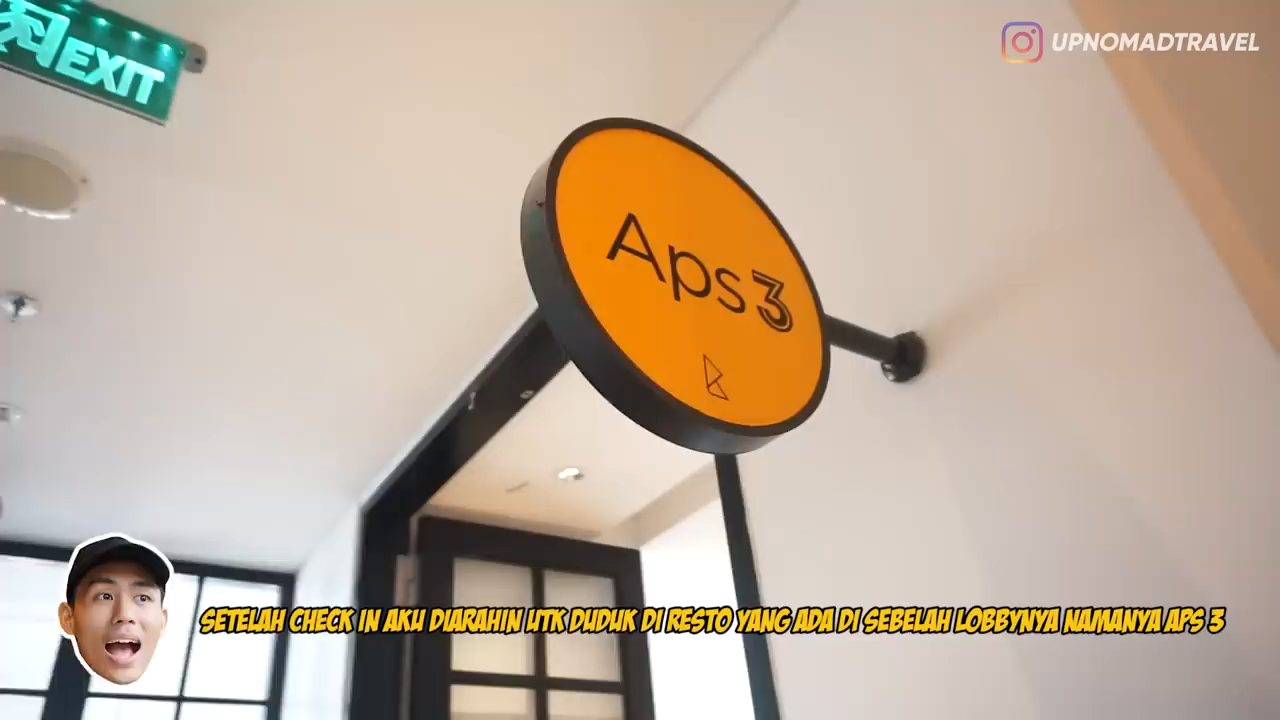 EXIT
UPNOMADTRAVEL
Aps3
SETELAH CHECK IN AKU DIARAHIN UTK DUDUK DI RESTO YANG ADA DI SEBELAH LOBBYNYA NAMANYA APS 3